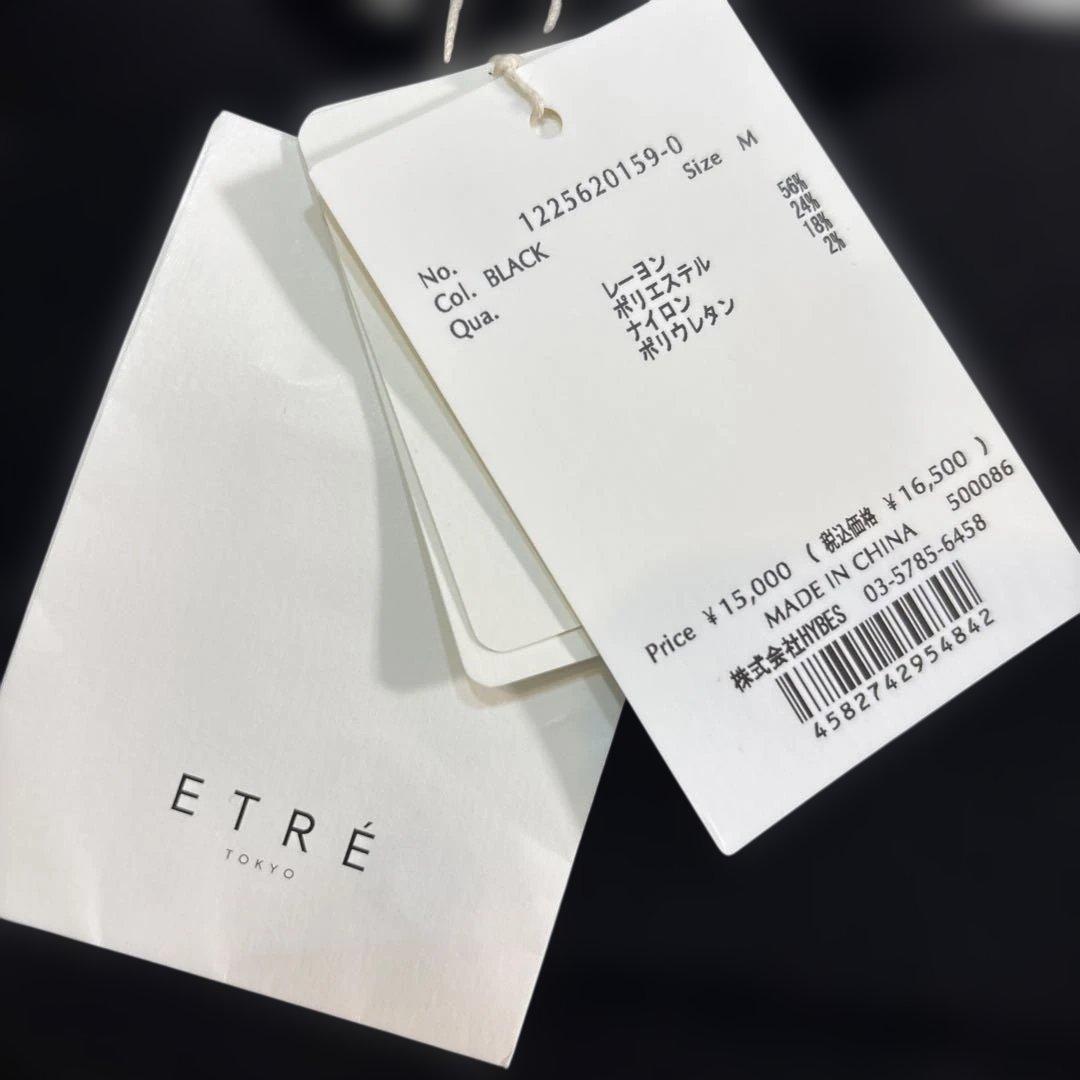 No. 1225620159-0
Col. BLACK Size M
Qua. レーヨン 56%
ポリエステル 24%
ナイロン 18%
ポリウレタン 2%
Price ¥15,000 (税込価格 ¥16,500)
MADE IN CHINA 500086
株式会社HYBES 03-5785-6458
4582742954842
ETRÉ
TOKYO